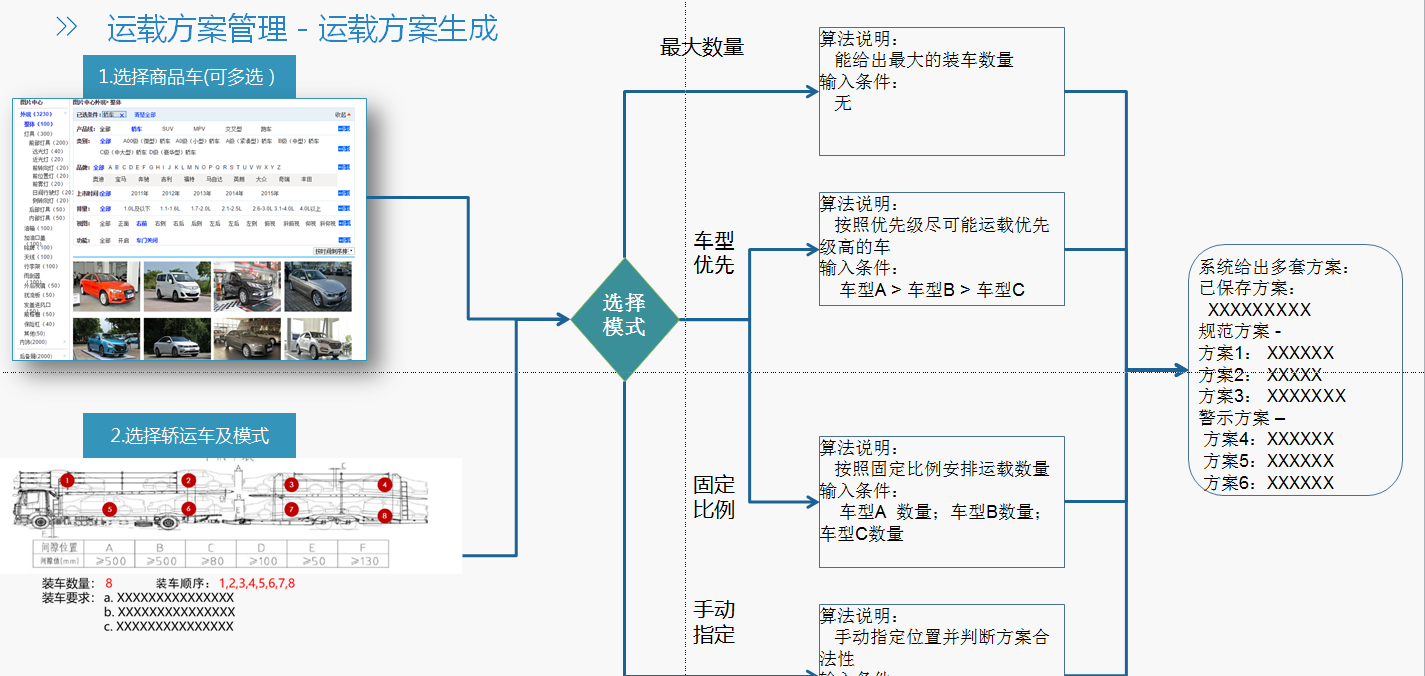 运载方案管理 - 运载方案生成
1.选择商品车(可多选 )
图片中心
图片中心外观> 整体
外观 (3230)
整体 (100)
灯具 (300)
前部灯具 (200)
远光灯 (40)
近光灯 (20)
前转向灯 (20)
前位置灯 (20)
前雾灯 (20)
日间行驶灯 (20)
侧转向灯 (20)
后部灯具 (50)
内部灯具 (50)
油箱 (100)
加油口盖
(100)
天线 (100)
行李架 (100)
雨刮器
外后视镜 (50)
扰流板 (50)
发盖进风口
保险杠 (40)
其他(50)
内饰(2000)
后备箱(2000)
已选条件: 轿车 × 清楚全部
收起
产品线: 全部 轿车 SUV MPV 交叉型 跑车
类别: 全部 A00级 (微型) 轿车 A0级 (小型) 轿车 A级 (紧凑型) 轿车 B级 (中型) 轿车
C级 (中大型) 轿车 D级 (豪华型) 轿车
品牌: 全部 A B C D E F G H I J K L M N O P Q R S T U V W X Y Z
奥迪 宝马 奔驰 吉利 福特 马自达 英朗 大众 奇瑞 丰田
上市时间: 全部 2011年 2012年 2013年 2014年 2015年
排量: 全部 1.0L及以下 1.1-1.6L 1.7-2.0L 2.1-2.5L 2.6-3.0L 3.1-4.0L 4.0L以上
视图: 全部 正面 右前 右侧 右后 后侧 左后 左后 左侧 俯视 斜俯视 仰视 斜仰视
功能: 全部 开启 车门关闭
按时间倒序排
2.选择轿运车及模式
1
2
3
4
5
6
7
8
间隙位置 A B C D E F
间隙值(mm) ≥500 ≥500 ≥80 ≥100 ≥50 ≥130
装车数量: 8 装车顺序: 1,2,3,4,5,6,7,8
装车要求: a. XXXXXXXXXXXXXXX
b. XXXXXXXXXXXXXXX
c. XXXXXXXXXXXXXXX
选择
模式
最大数量
算法说明:
能给出最大的装车数量
输入条件:
无
车型
优先
算法说明:
按照优先级尽可能运载优先
级高的车
输入条件:
车型A > 车型B > 车型C
固定
比例
算法说明:
按照固定比例安排运载数量
输入条件:
车型A 数量; 车型B数量;
车型C数量
手动
指定
算法说明:
手动指定位置并判断方案合
法性
输入条件:
系统给出多套方案:
已保存方案:
XXXXXXXXX
规范方案 -
方案1: XXXXXX
方案2: XXXXX
方案3: XXXXXXX
警示方案 –
方案4: XXXXXX
方案5: XXXXXX
方案6: XXXXXX